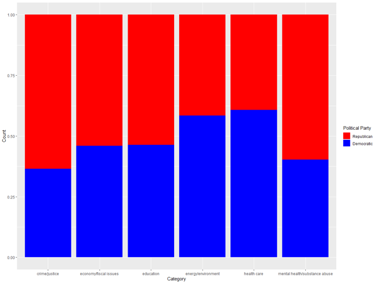 1.00
0.75
0.50
0.25
0.00
Count
crime/justice
economic/fiscal issues
education
energy/environment
health care
mental health/substance abuse
Category
Political Party
Republican
Democratic